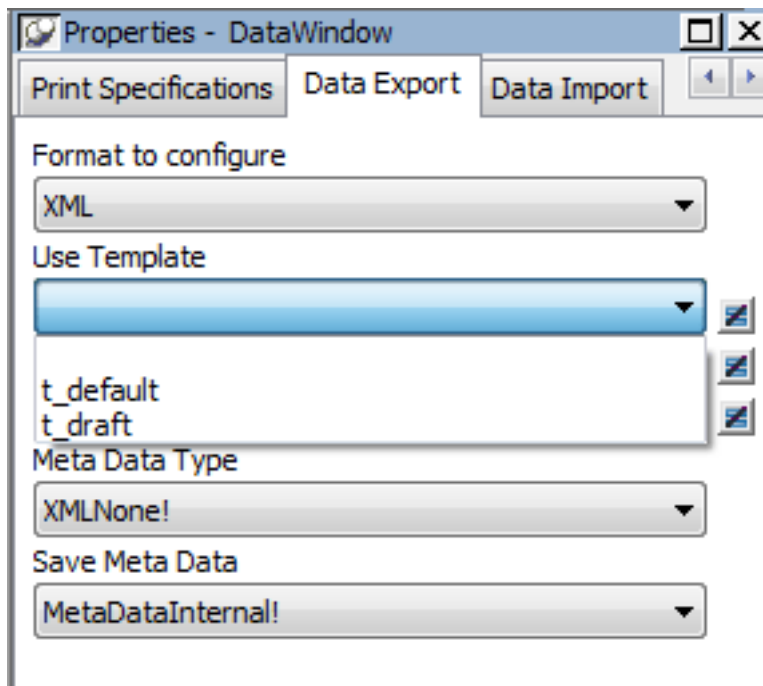 Properties - DataWindow
Print Specifications Data Export Data Import
Format to configure
XML
Use Template
t_default
t_draft
Meta Data Type
XMLNone!
Save Meta Data
MetaDataInternal!